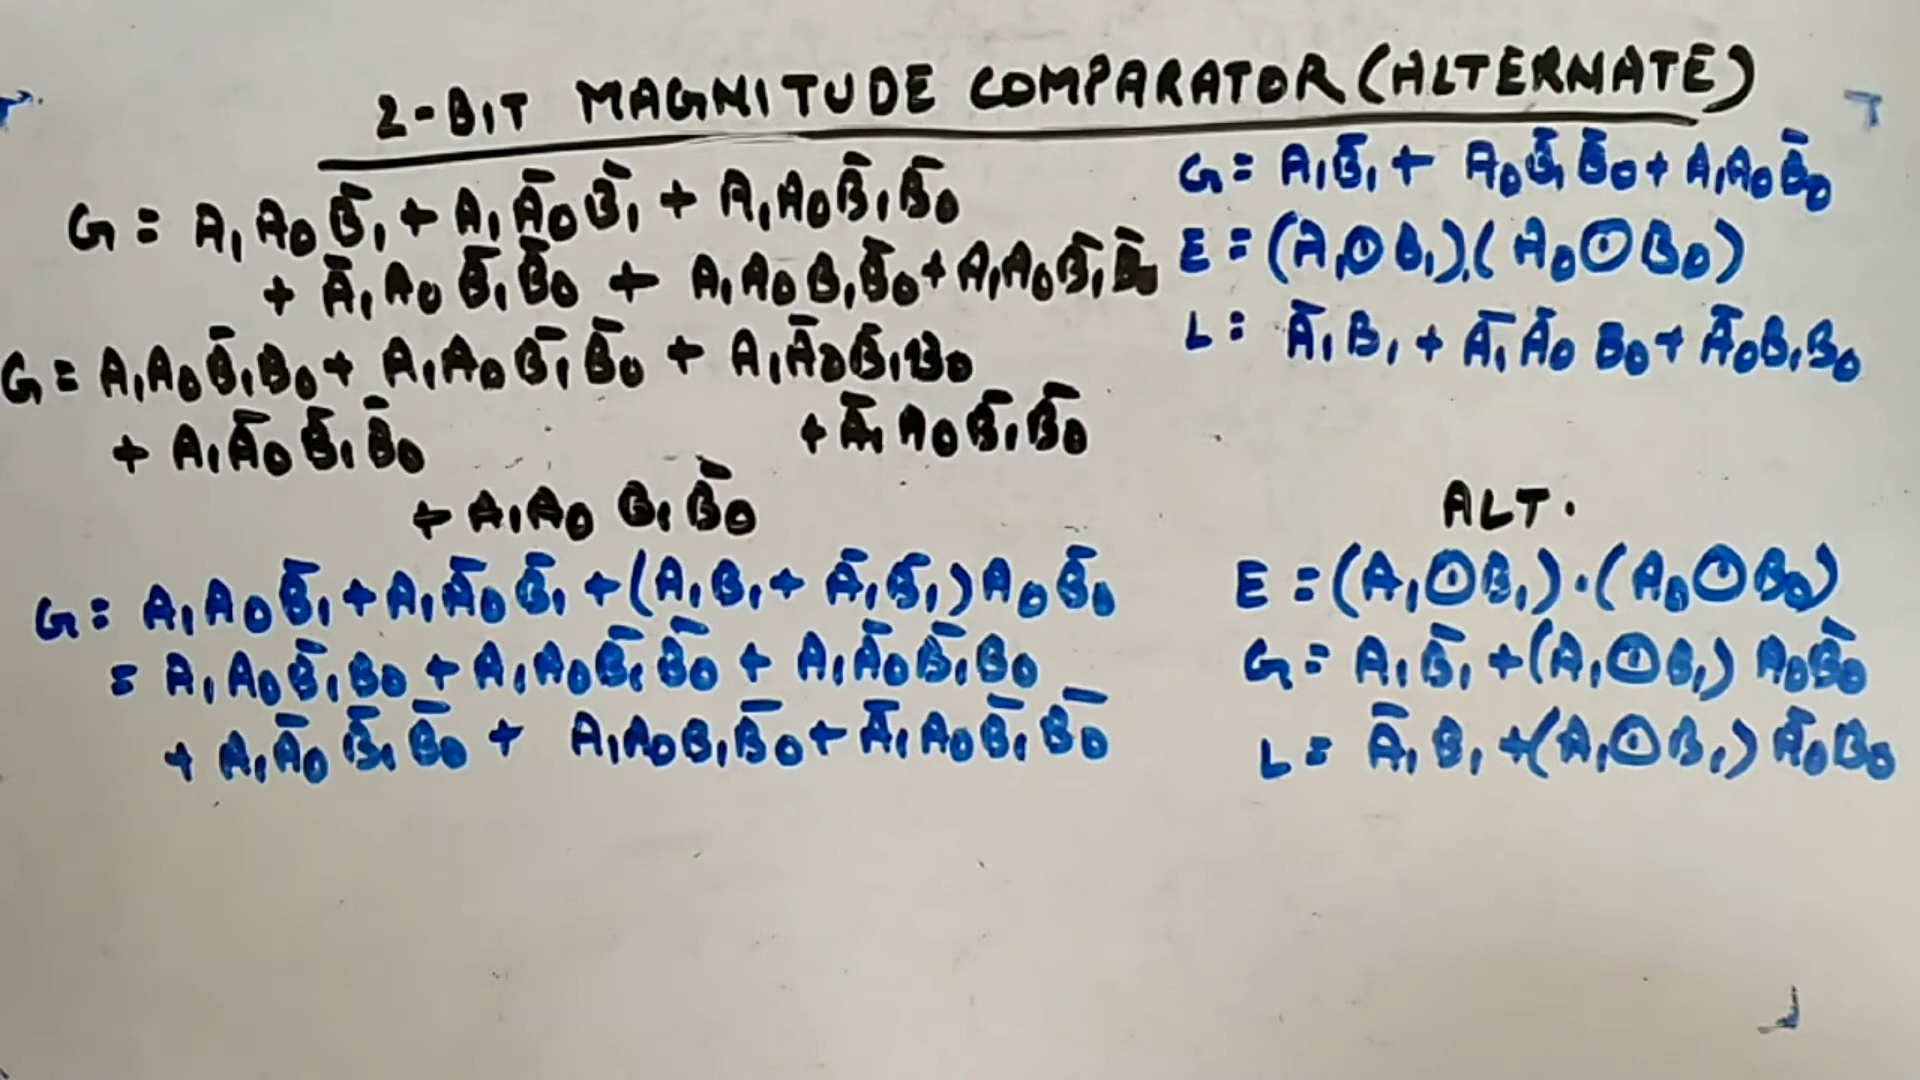 2-BIT MAGNITUDE COMPARATOR (ALTERNATE)
G = A₁A₀B̄₁ + A₁Ā₀B̄₁ + A₁A₀B̄₁B̄₀
+ Ā₁A₀B̄₁B̄₀ + A₁A₀B₁B̄₀ + A₁A₀B̄₁B̄₀
G = A₁A₀B̄₁B₀ + A₁A₀B̄₁B̄₀ + A₁Ā₀B̄₁B₀
+ A₁Ā₀B̄₁B̄₀ + Ā₁A₀B̄₁B̄₀
+ A₁A₀B₁B̄₀
G = A₁A₀B̄₁ + A₁Ā₀B̄₁ + (A₁B₁ + Ā₁B̄₁)A₀B̄₀
= A₁A₀B̄₁B₀ + A₁A₀B̄₁B̄₀ + A₁Ā₀B̄₁B₀
+ A₁Ā₀B̄₁B̄₀ + A₁A₀B₁B̄₀ + Ā₁A₀B̄₁B̄₀
G = A₁B̄₁ + A₀B̄₁B̄₀ + A₁A₀B̄₀
E = (A₁⊙B₁).(A₀⊙B₀)
L = Ā₁B₁ + Ā₁Ā₀B₀ + Ā₀B₁B₀
ALT.
E = (A₁⊙B₁).(A₀⊙B₀)
G = A₁B̄₁ + (A₁⊙B₁) A₀B̄₀
L = Ā₁B₁ + (A₁⊙B₁) Ā₀B₀